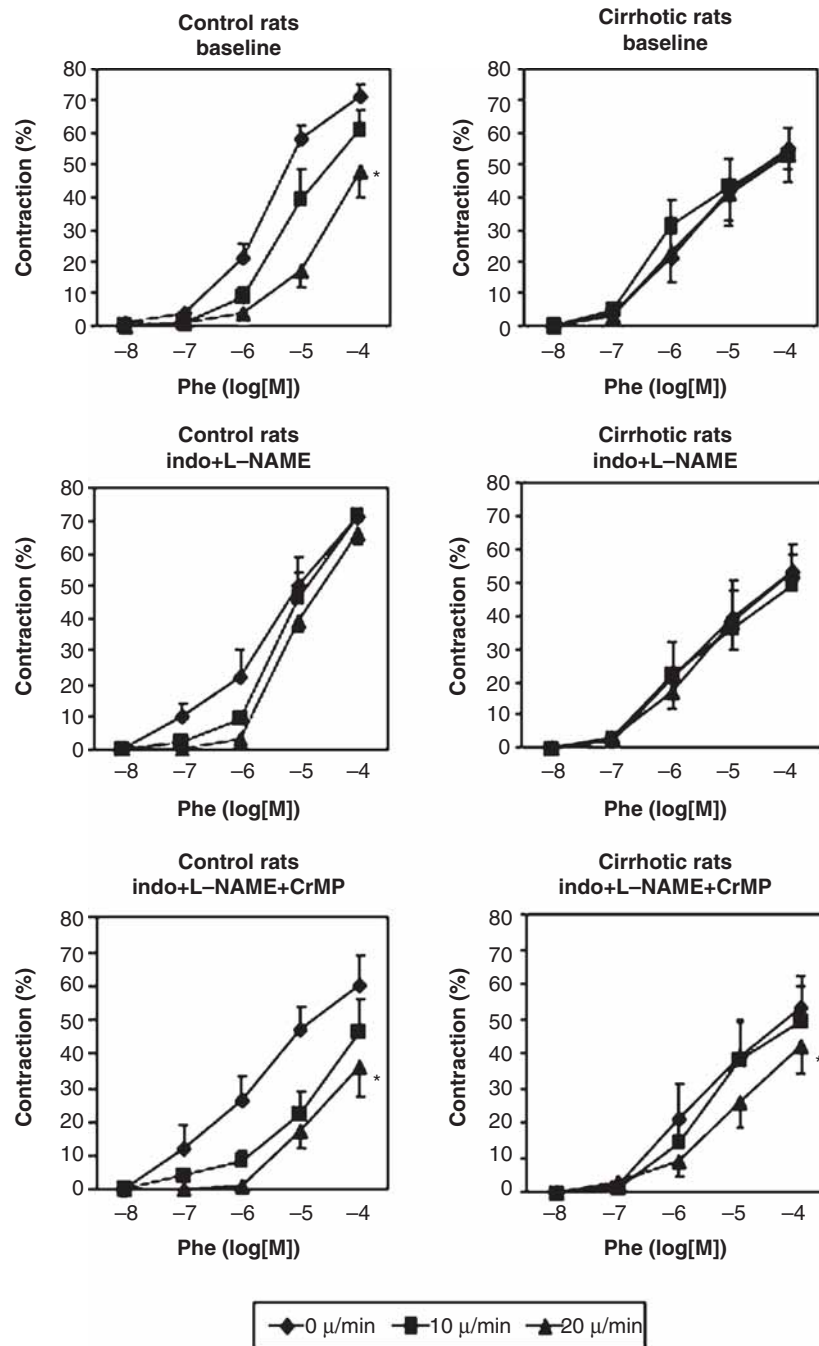 Control rats
baseline
80
70
60
50
40
30
20
10
0
Contraction (%)
–8 –7 –6 –5 –4
Phe (log[M])
*
Cirrhotic rats
baseline
80
70
60
50
40
30
20
10
0
Contraction (%)
–8 –7 –6 –5 –4
Phe (log[M])
Control rats
indo+L–NAME
80
70
60
50
40
30
20
10
0
Contraction (%)
–8 –7 –6 –5 –4
Phe (log[M])
Cirrhotic rats
indo+L–NAME
80
70
60
50
40
30
20
10
0
Contraction (%)
–8 –7 –6 –5 –4
Phe (log[M])
Control rats
indo+L–NAME+CrMP
80
70
60
50
40
30
20
10
0
Contraction (%)
–8 –7 –6 –5 –4
Phe (log[M])
*
Cirrhotic rats
indo+L–NAME+CrMP
80
70
60
50
40
30
20
10
0
Contraction (%)
–8 –7 –6 –5 –4
Phe (log[M])
*
0 μ/min 10 μ/min 20 μ/min